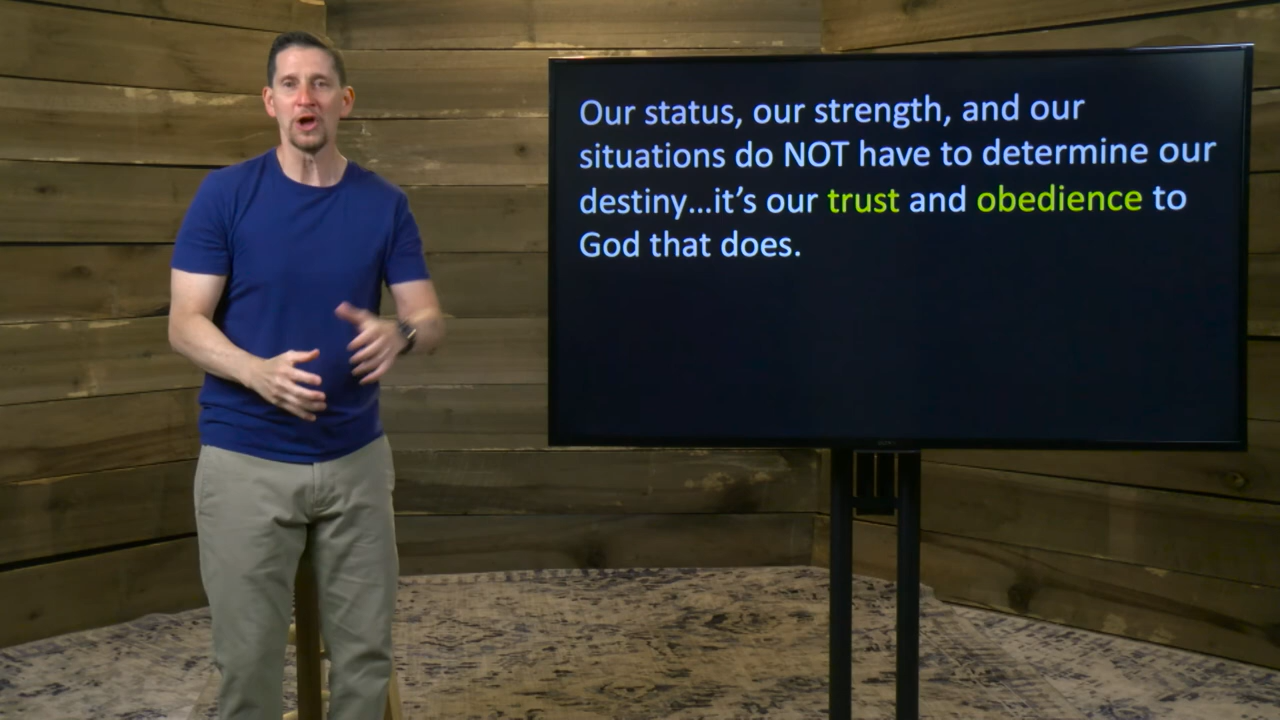 Our status, our strength, and our
situations do NOT have to determine our
destiny…it’s our trust and obedience to
God that does.